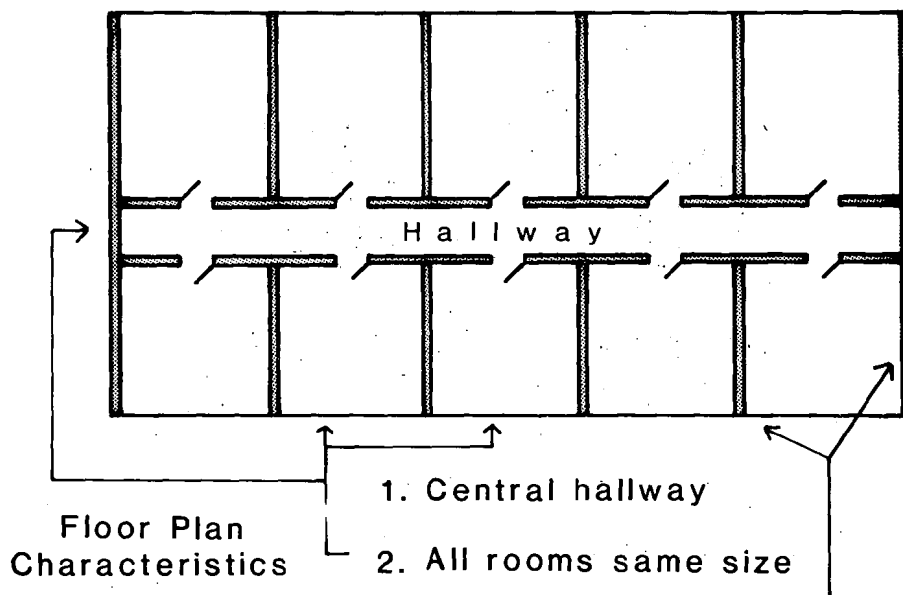 Hallway
1. Central hallway
Floor Plan
Characteristics
2. All rooms same size